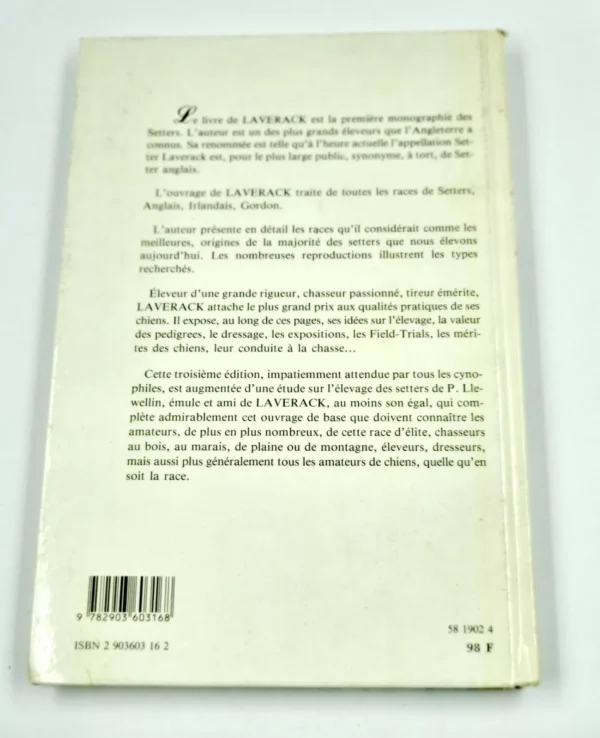 Le livre de LAVERACK est la première monographie des
Setters. L'auteur est un des plus grands éleveurs que l'Angleterre a
connus. Sa renommée est telle qu'à l'heure actuelle l'appellation Set-
ter Laverack est, pour le plus large public, synonyme, à tort, de Set-
ter anglais.
L'ouvrage de LAVERACK traite de toutes les races de Setters,
Anglais, Irlandais, Gordon.
L'auteur présente en détail les races qu'il considérait comme les
meilleures, origines de la majorité des setters que nous élevons
aujourd'hui. Les nombreuses reproductions illustrent les types
recherchés.
Éleveur d'une grande rigueur, chasseur passionné, tireur émérite,
LAVERACK attache le plus grand prix aux qualités pratiques de ses
chiens. Il expose, au long de ces pages, ses idées sur l'élevage, la valeur
des pedigrees, le dressage, les expositions, les Field-Trials, les méri-
tes des chiens, leur conduite à la chasse...
Cette troisième édition, impatiemment attendue par tous les cyno-
philes, est augmentée d'une étude sur l'élevage des setters de P. Lle-
wellin, émule et ami de LAVERACK, au moins son égal, qui com-
plète admirablement cet ouvrage de base que doivent connaître les
amateurs, de plus en plus nombreux, de cette race d'élite, chasseurs
au bois, au marais, de plaine ou de montagne, éleveurs, dresseurs,
mais aussi plus généralement tous les amateurs de chiens, quelle qu'en
soit la race.
9 782903 603168
ISBN 2 903603 16 2
58 1902 4
98 F